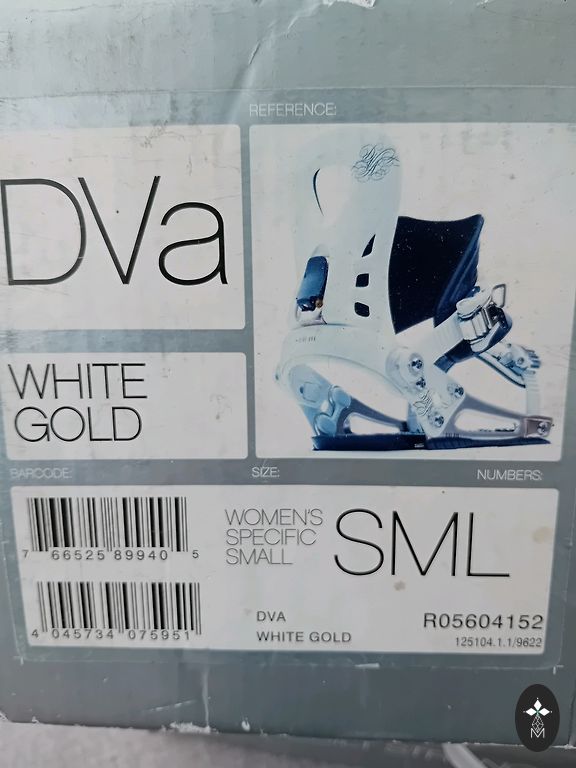 REFERENCE:
DVa
WHITE
GOLD
BARCODE:
SIZE:
NUMBERS:
7 66525 89940 5
WOMEN'S
SPECIFIC
SMALL
SML
4 045734 075951
DVA
WHITE GOLD
R05604152
125104.1.1/9622
M